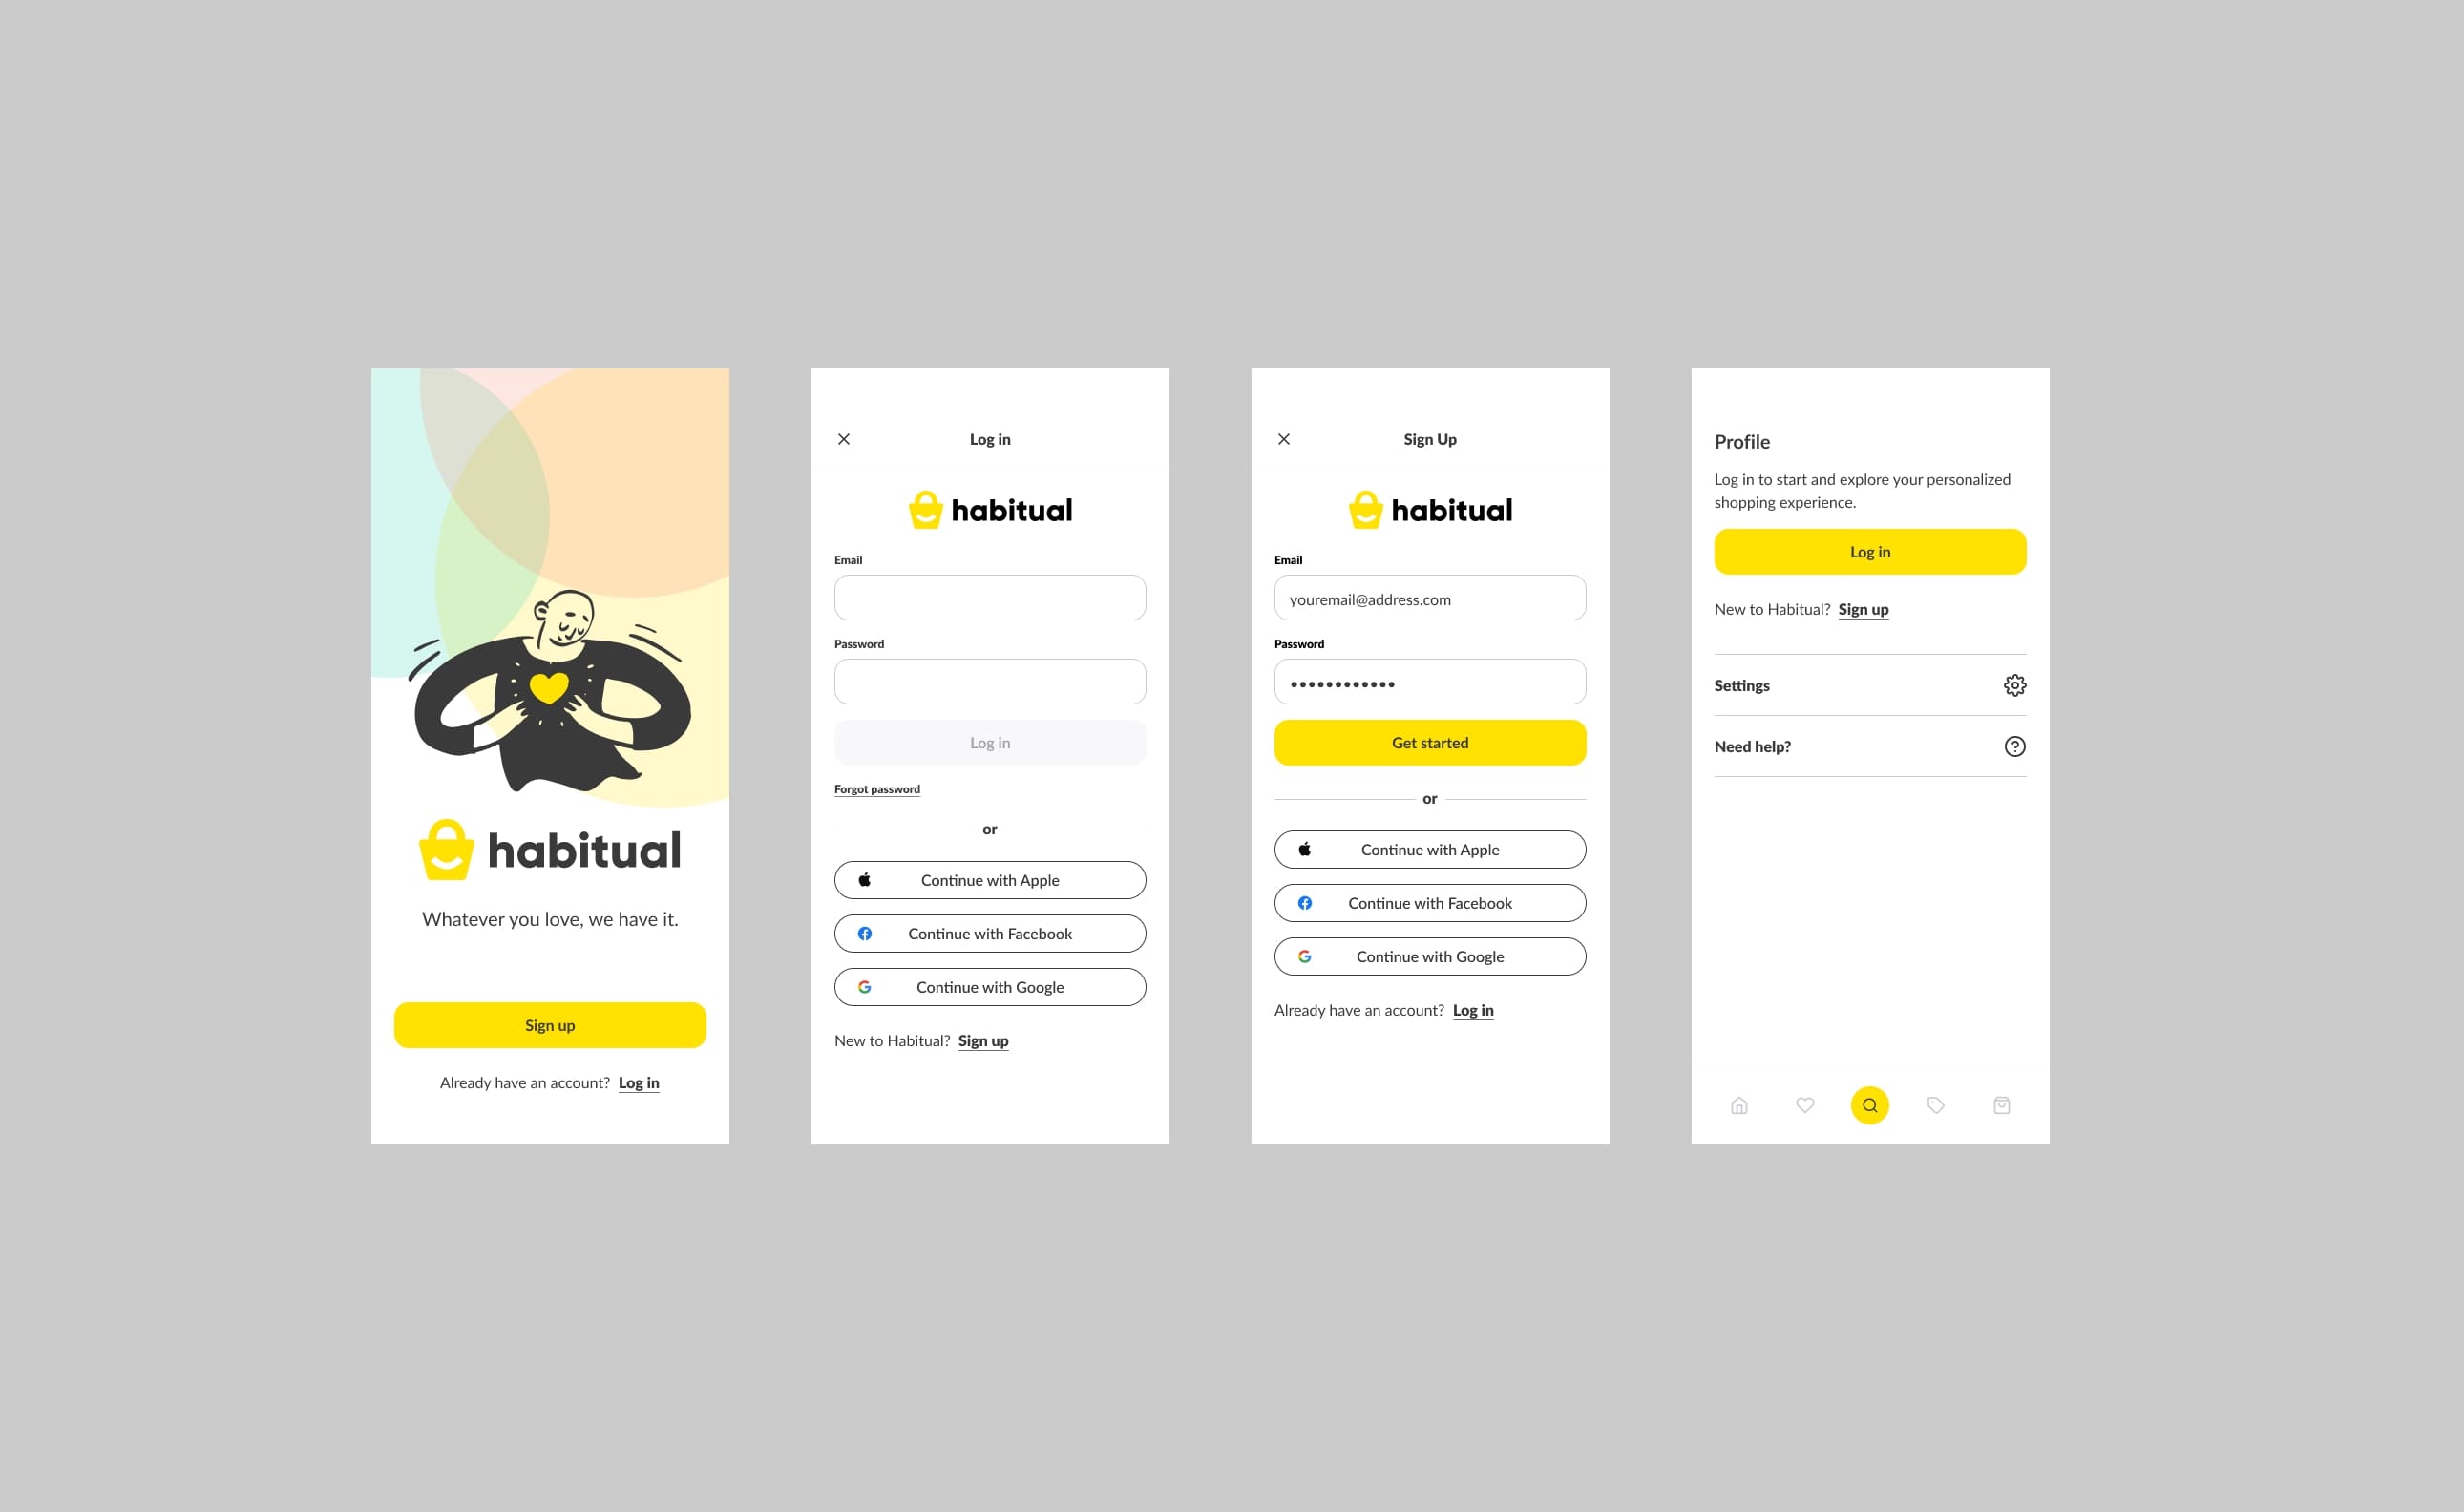 habitual
Whatever you love, we have it.
Sign up
Already have an account? Log in
Log in
habitual
Email
Password
Log in
Forgot password
or
Continue with Apple
Continue with Facebook
Continue with Google
New to Habitual? Sign up
Sign Up
habitual
Email
youremail@address.com
Password
••••••••••••
Get started
or
Continue with Apple
Continue with Facebook
Continue with Google
Already have an account? Log in
Profile
Log in to start and explore your personalized
shopping experience.
Log in
New to Habitual? Sign up
Settings
Need help?